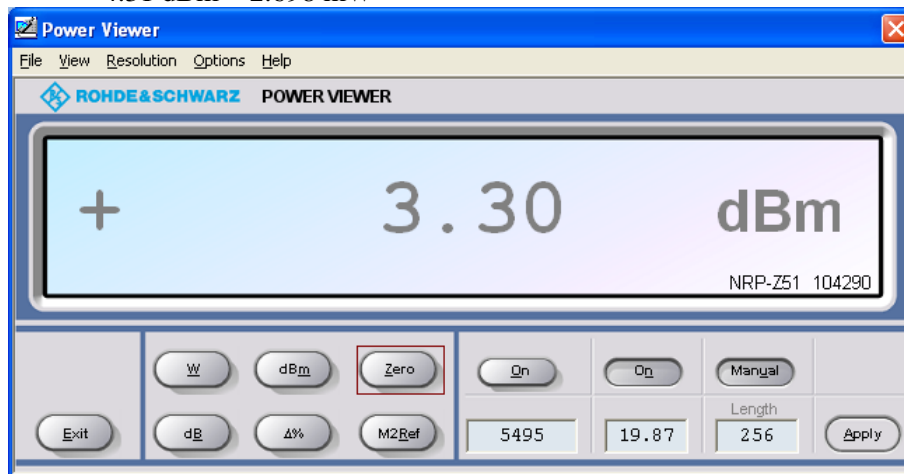 Power Viewer
File View Resolution Options Help
ROHDE&SCHWARZ POWER VIEWER
+ 3.30 dBm
NRP-Z51 104290
W dBm Zero On On Manual
Length
Exit dB Δ% M2Ref 5495 19.87 256 Apply